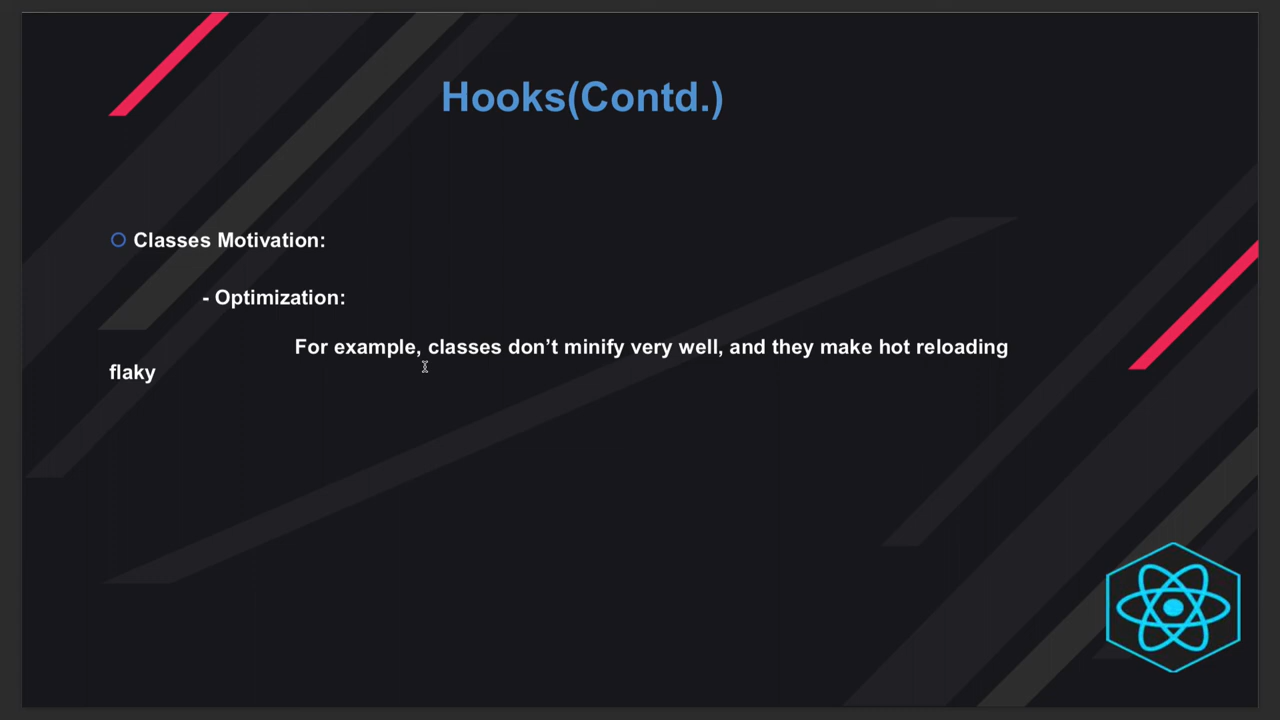 Hooks(Contd.)
Classes Motivation:
- Optimization:
For example, classes don’t minify very well, and they make hot reloading
flaky